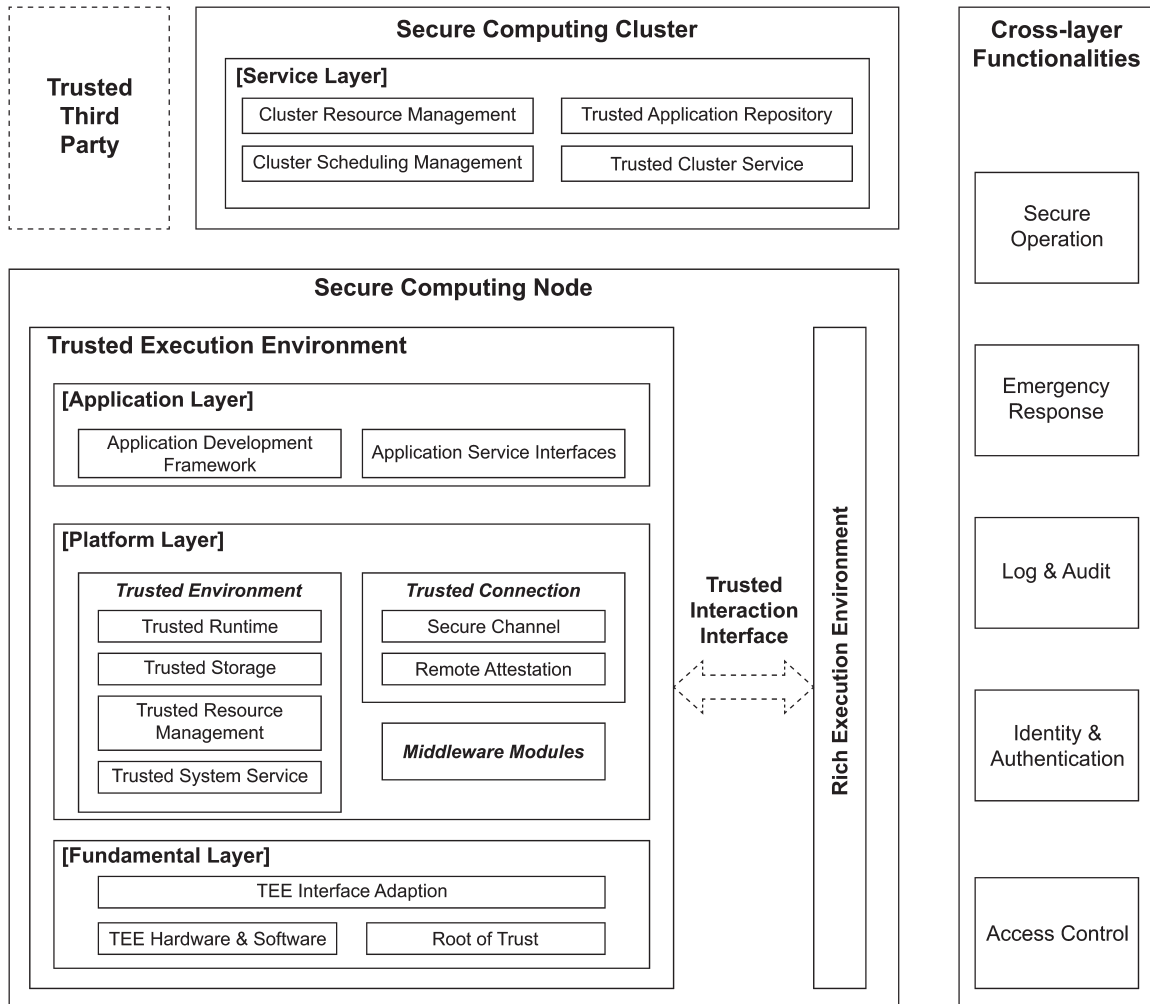 Trusted
Third
Party
Secure Computing Cluster
[Service Layer]
Cluster Resource Management
Trusted Application Repository
Cluster Scheduling Management
Trusted Cluster Service
Secure Computing Node
Trusted Execution Environment
[Application Layer]
Application Development
Framework
Application Service Interfaces
[Platform Layer]
Trusted Environment
Trusted Runtime
Trusted Storage
Trusted Resource
Management
Trusted System Service
Trusted Connection
Secure Channel
Remote Attestation
Middleware Modules
[Fundamental Layer]
TEE Interface Adaption
TEE Hardware & Software
Root of Trust
Trusted
Interaction
Interface
Rich Execution Environment
Cross-layer
Functionalities
Secure
Operation
Emergency
Response
Log & Audit
Identity &
Authentication
Access Control